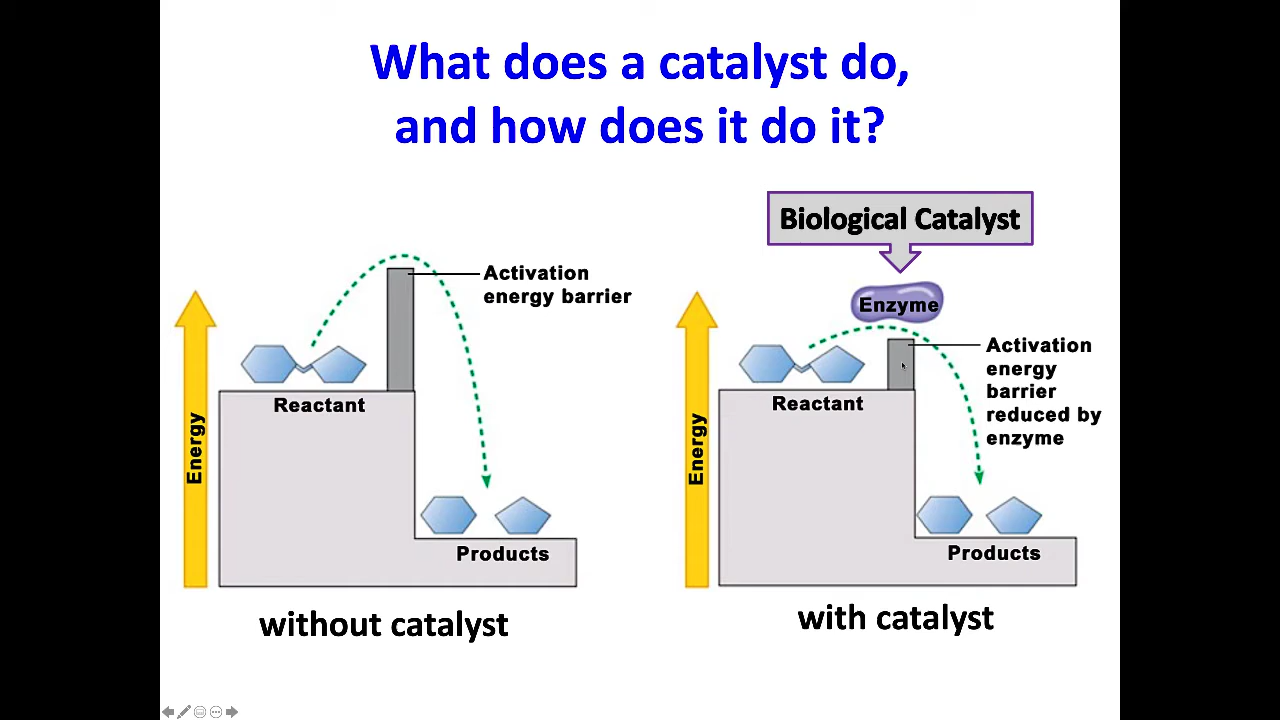 What does a catalyst do,
and how does it do it?
Activation
energy barrier
Energy
Reactant
Products
without catalyst
Biological Catalyst
Enzyme
Activation
energy
barrier
reduced by
enzyme
Energy
Reactant
Products
with catalyst